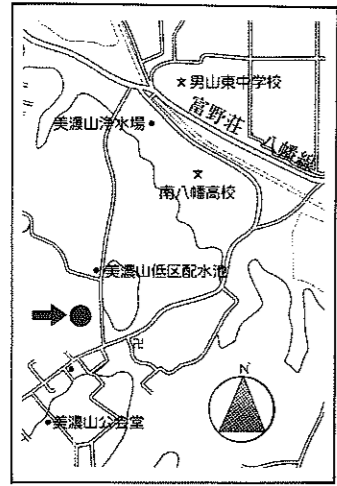 男山東中学校
富野荘
八幡線
美濃山浄水場
南八幡高校
美濃山低区配水池
卍
N
美濃山公会堂